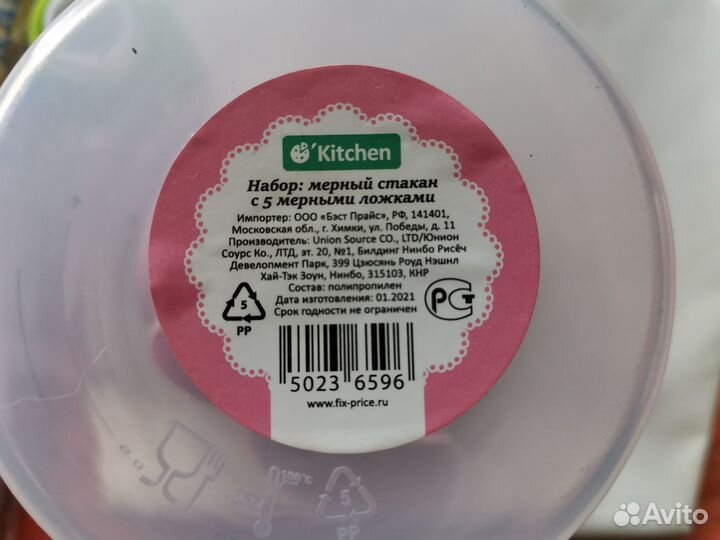 Kitchen
Набор: мерный стакан
с 5 мерными ложками
Импортер: ООО «Бэст Прайс», РФ, 141401,
Московская обл., г. Химки, ул. Победы, д. 11
Производитель: Union Source CO., LTD/Юнион
Соурс Ко., ЛТД, эт. 20, №1, Билдинг Нинбо Рисёч
Девелопмент Парк, 399 Цзюсянь Роуд Нэшнл
Хай-Тэк Зоун, Нинбо, 315103, КНР
Состав: полипропилен
Дата изготовления: 01.2021
Срок годности не ограничен
5
PP
РСТ
5023 6596
www.fix-price.ru
100°C
5
PP
Avito